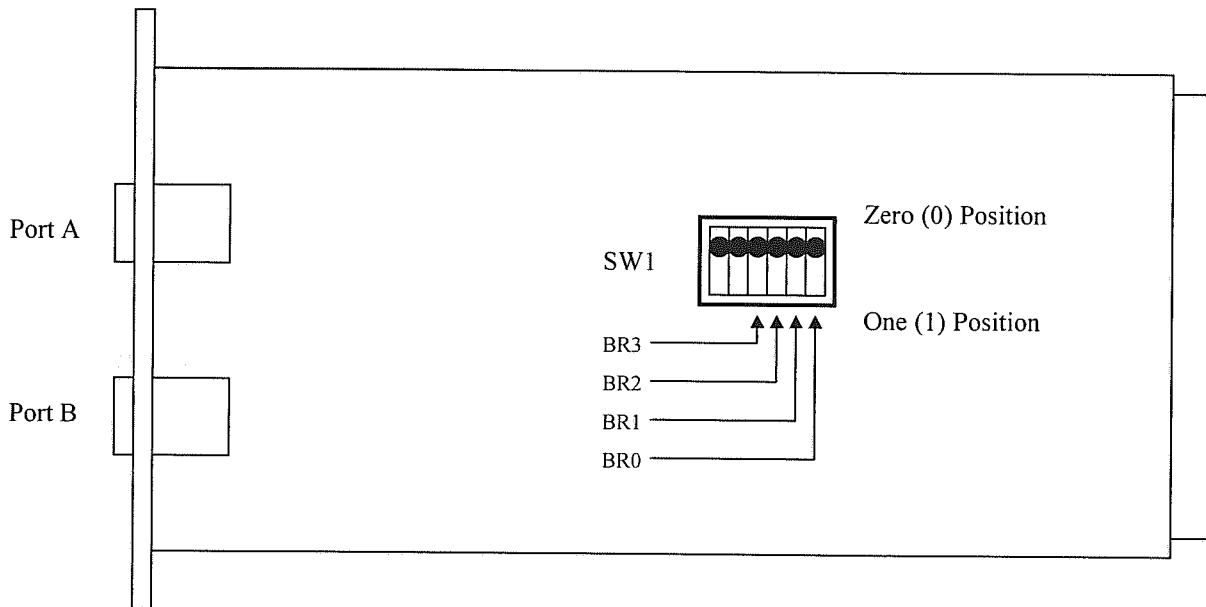 Port A
Zero (0) Position
SW1
One (1) Position
BR3
BR2
Port B
BR1
BR0